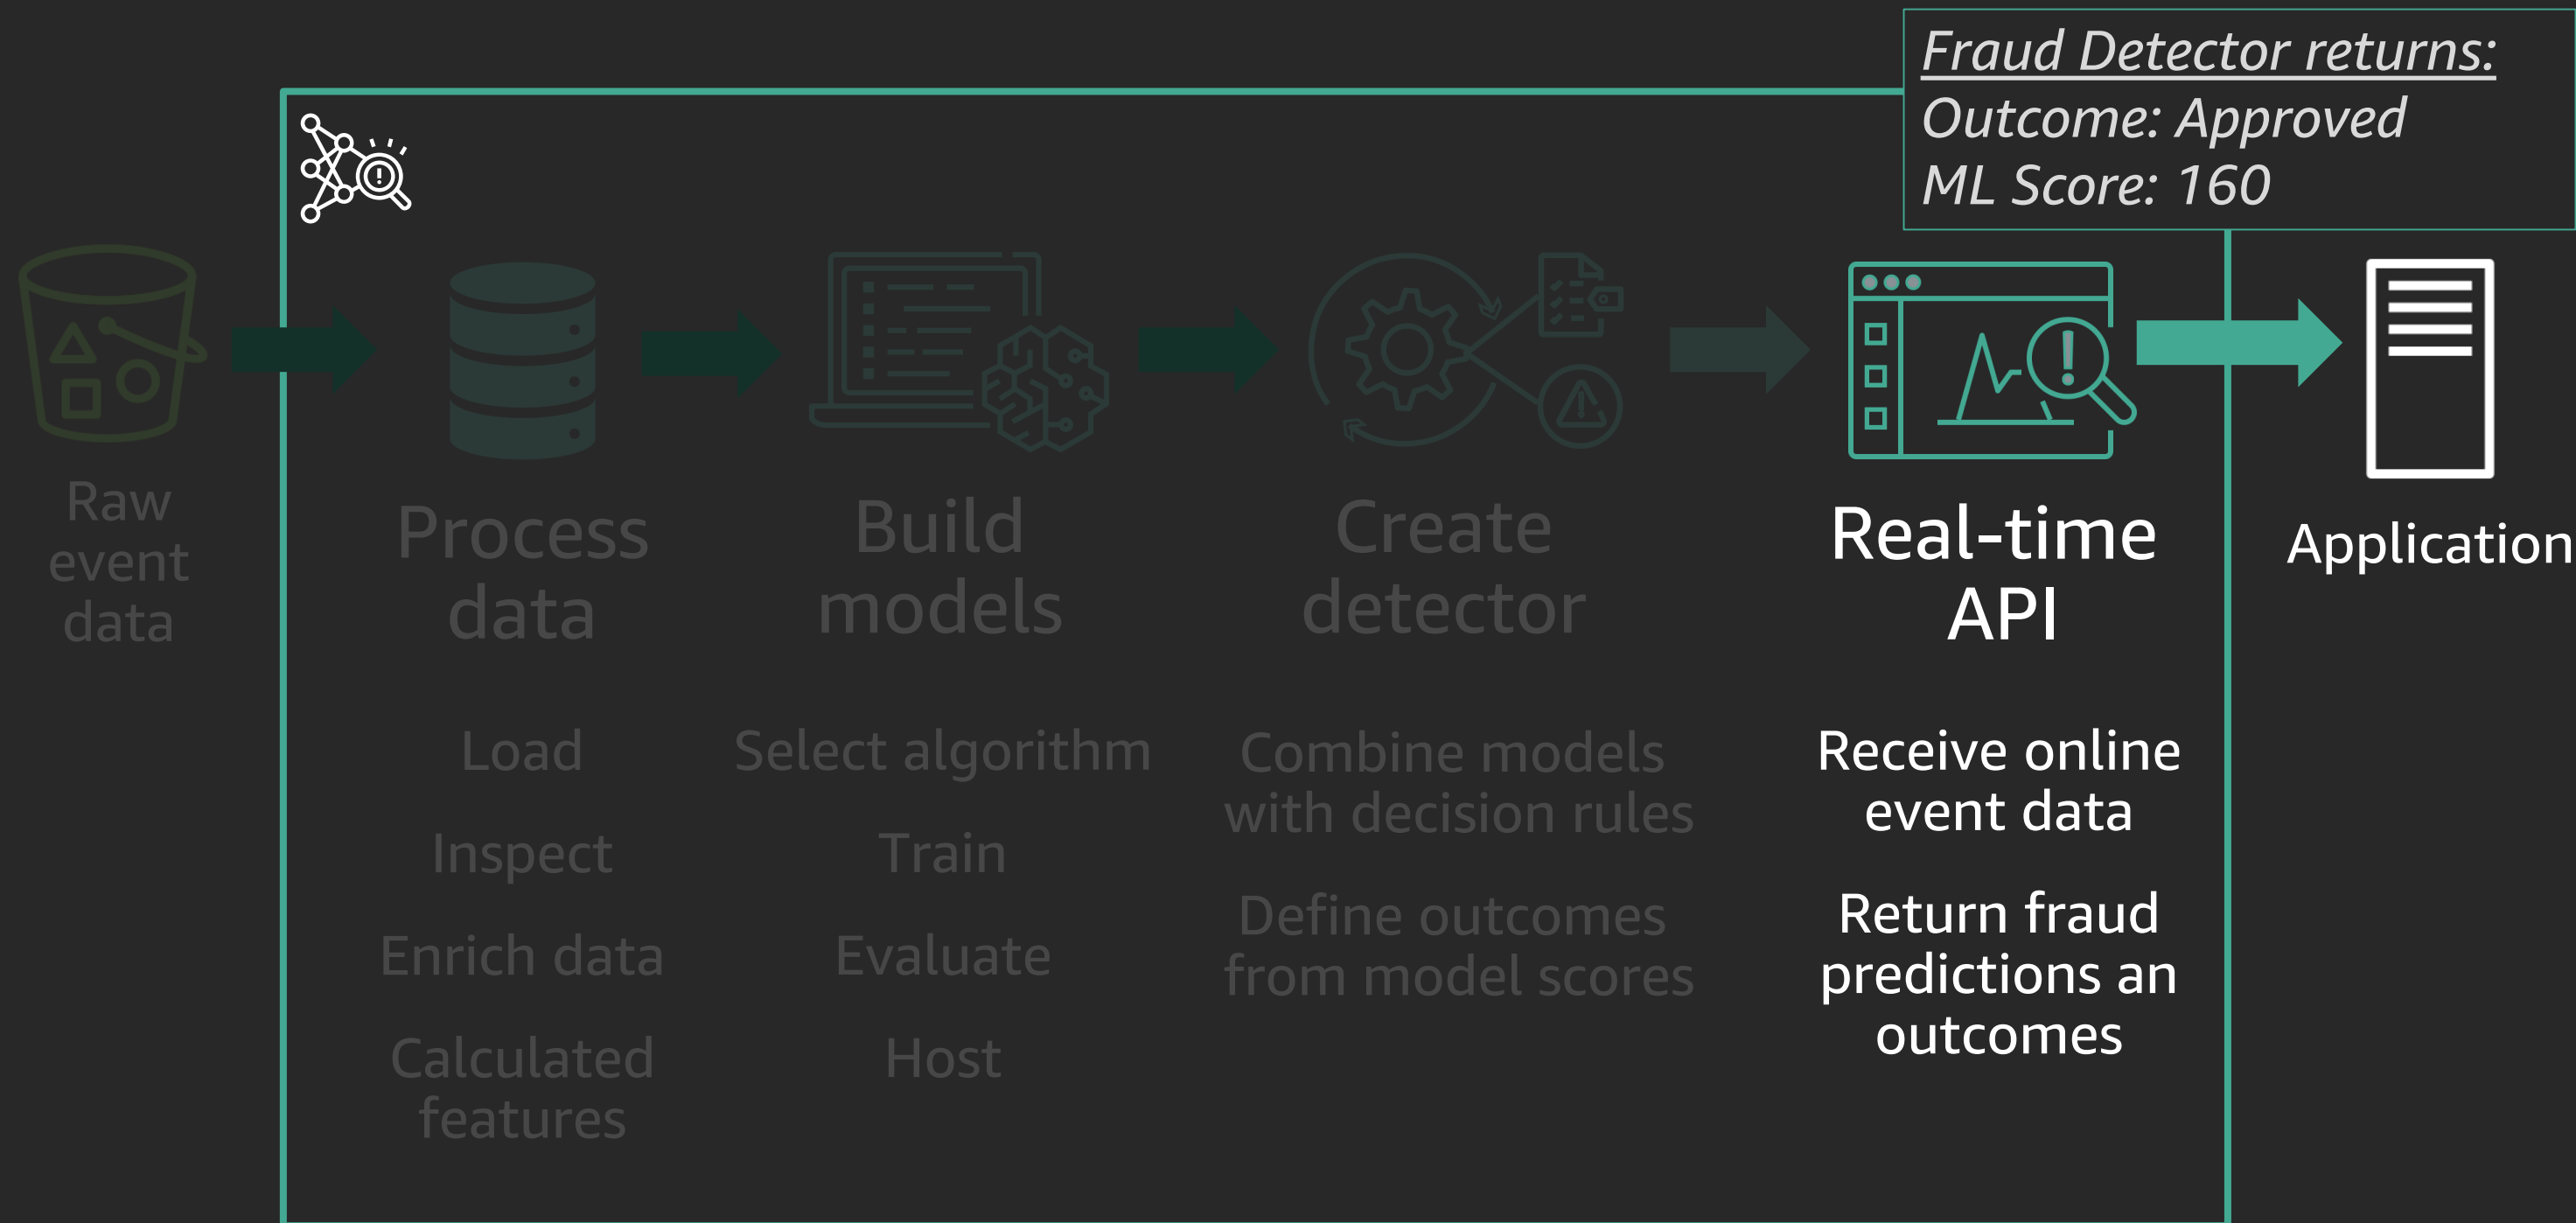 Fraud Detector returns:
Outcome: Approved
ML Score: 160
Raw
event
data
Process
data
Load
Inspect
Enrich data
Calculated
features
Build
models
Select algorithm
Train
Evaluate
Host
Create
detector
Combine models
with decision rules
Define outcomes
from model scores
Real-time
API
Receive online
event data
Return fraud
predictions an
outcomes
Application